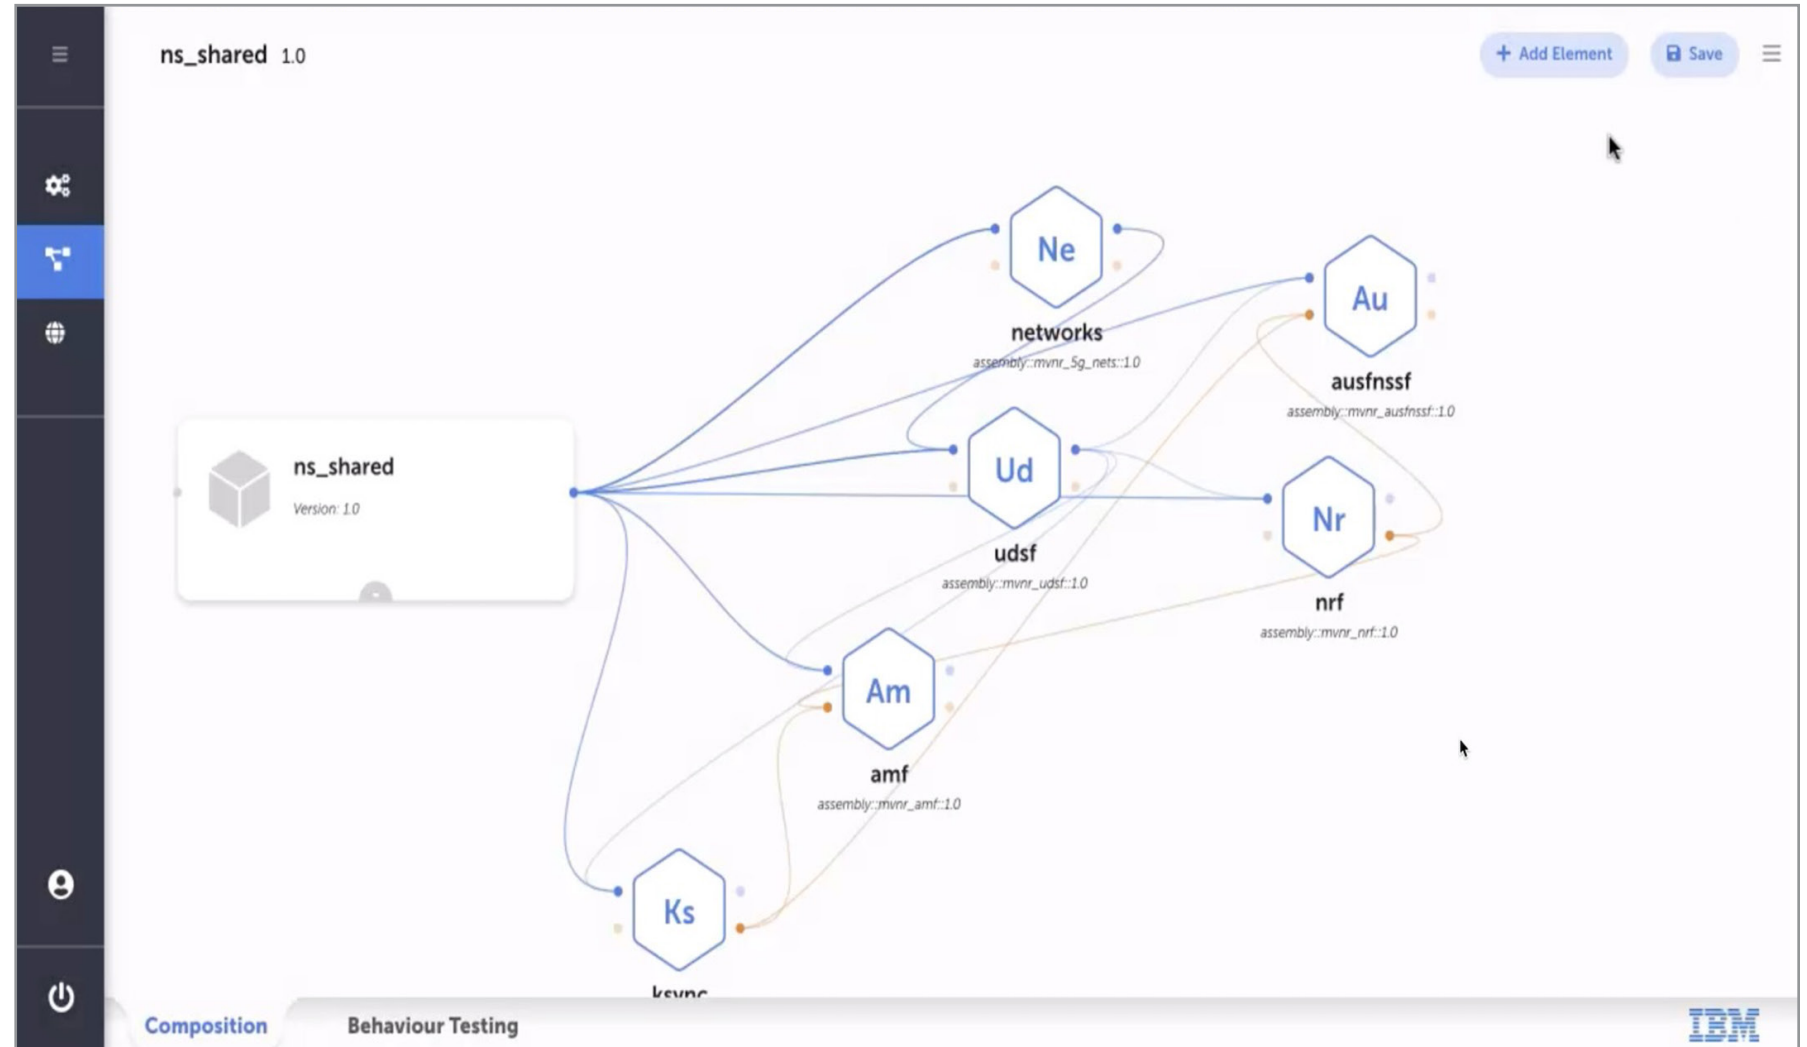 ns_shared 1.0
+ Add Element
Save
Ne
networks
assembly::mvnr_5g_nets::1.0
Au
ausfnssf
assembly::mvnr_ausfnssf::1.0
ns_shared
Version: 1.0
Ud
udsf
assembly::mvnr_udsf::1.0
Nr
nrf
assembly::mvnr_nrf::1.0
Am
amf
assembly::mvnr_amf::1.0
Ks
ksync
Composition
Behaviour Testing
IBM